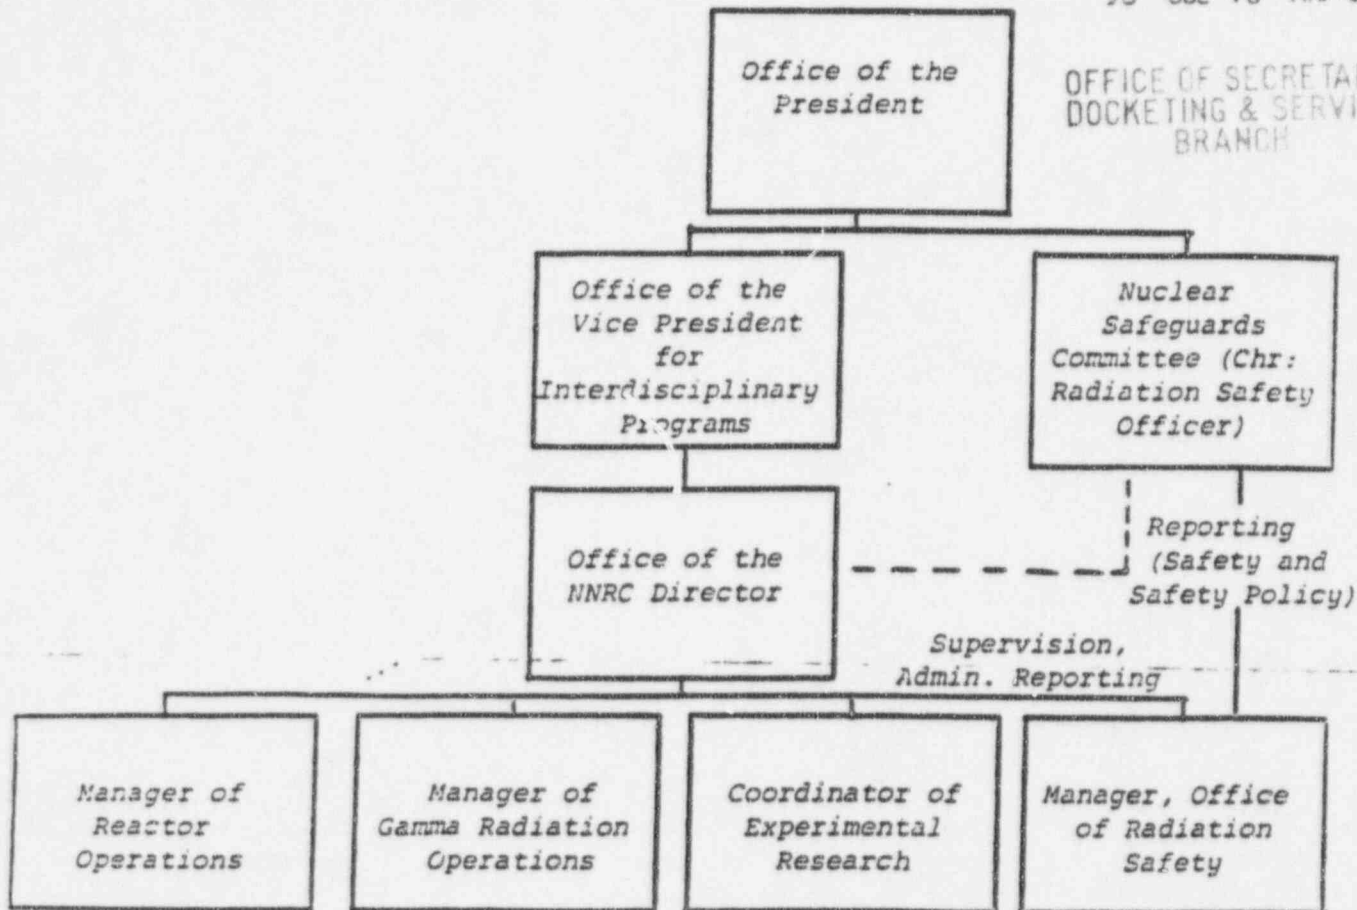 Office of the
President
OFFICE OF
DOCKETING &
BRANCH
Office of the
Vice President
for
Interdisciplinary
Programs
Nuclear
Safeguards
Committee (Chr:
Radiation Safety
Officer)
Office of the
NNRC Director
Reporting
(Safety and
Safety Policy)
Supervision,
Admin. Reporting
Manager of
Reactor
Operations
Manager of
Gamma Radiation
Operations
Coordinator of
Experimental
Research
Manager, Office
of Radiation
Safety